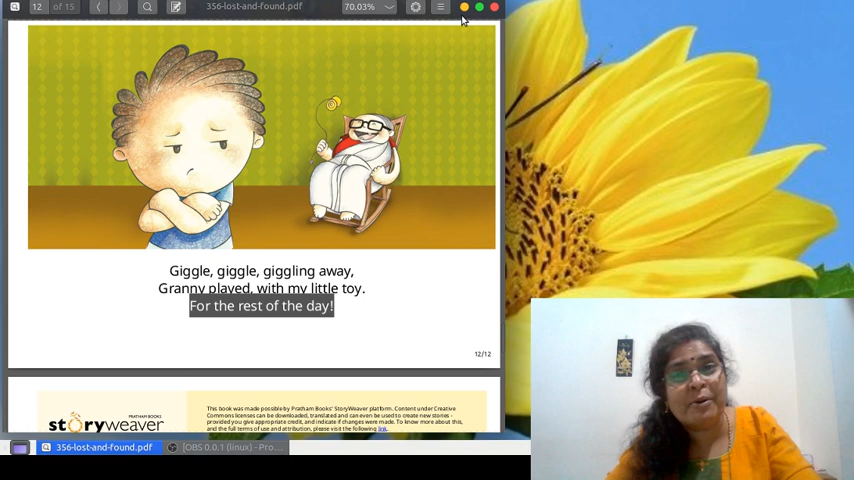 12 of 15
356-lost-and-found.pdf
70.03%
Giggle, giggle, giggling away,
Granny played, with my little toy.
For the rest of the day!
12/12
PRATHAM BOOKS'
storyweaver
This book was made possible by Pratham Books' StoryWeaver platform. Content under Creative
Commons licenses can be downloaded, translated and can even be used to create new stories -
provided you give appropriate credit, and indicate if changes were made. To know more about this,
and the full terms of use and attribution, please visit the following link.
356-lost-and-found.pdf
[OBS 0.0.1 (linux) - Pro...